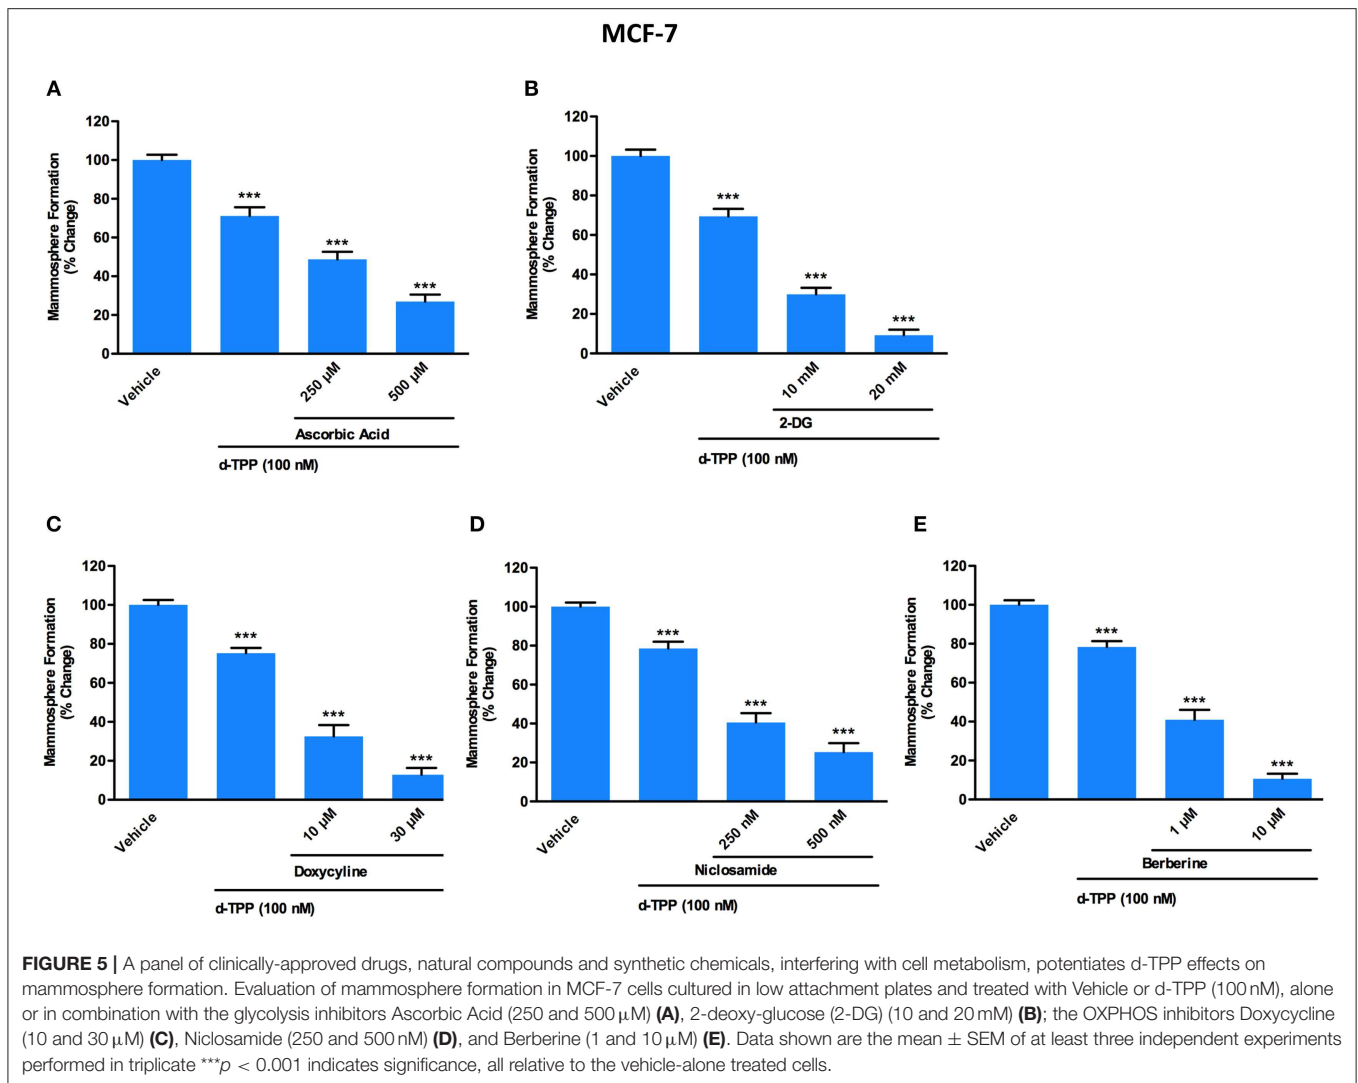 MCF-7
A
Mammosphere Formation
(% Change)
120
100
80
60
40
20
0
***
***
***
Vehicle
250 µM
500 µM
Ascorbic Acid
d-TPP (100 nM)
B
Mammosphere Formation
(% Change)
120
100
80
60
40
20
0
***
***
***
Vehicle
10 mM
20 mM
2-DG
d-TPP (100 nM)
C
Mammosphere Formation
(% Change)
120
100
80
60
40
20
0
***
***
***
Vehicle
10 µM
30 µM
Doxycyline
d-TPP (100 nM)
D
Mammosphere Formation
(% Change)
120
100
80
60
40
20
0
***
***
***
Vehicle
250 nM
500 nM
Niclosamide
d-TPP (100 nM)
E
Mammosphere Formation
(% Change)
120
100
80
60
40
20
0
***
***
***
Vehicle
1 µM
10 µM
Berberine
d-TPP (100 nM)
FIGURE 5 | A panel of clinically-approved drugs, natural compounds and synthetic chemicals, interfering with cell metabolism, potentiates d-TPP effects on
mammosphere formation. Evaluation of mammosphere formation in MCF-7 cells cultured in low attachment plates and treated with Vehicle or d-TPP (100 nM), alone
or in combination with the glycolysis inhibitors Ascorbic Acid (250 and 500 µM) (A), 2-deoxy-glucose (2-DG) (10 and 20 mM) (B); the OXPHOS inhibitors Doxycycline
(10 and 30 µM) (C), Niclosamide (250 and 500 nM) (D), and Berberine (1 and 10 µM) (E). Data shown are the mean ± SEM of at least three independent experiments
performed in triplicate ***p < 0.001 indicates significance, all relative to the vehicle-alone treated cells.